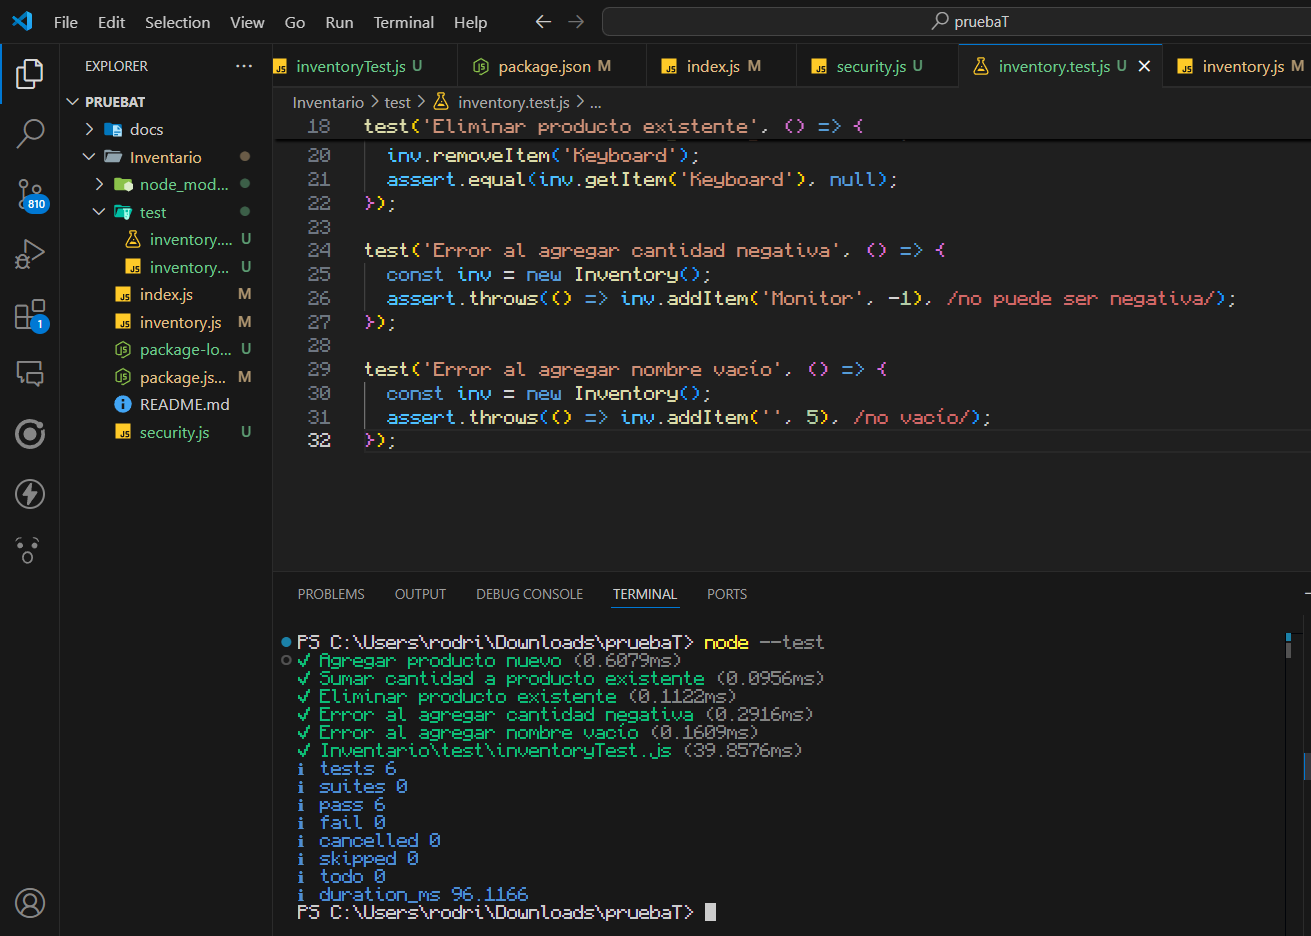 File Edit Selection View Go Run Terminal Help
pruebaT
EXPLORER
PRUEBAT
docs
Inventario
node_mod...
test
inventory.... U
inventory... U
index.js M
inventory.js M
package-lo... U
package.js... M
README.md
security.js U
810
1
inventoryTest.js U
package.json M
index.js M
security.js U
inventory.test.js U
inventory.js M
Inventario > test > inventory.test.js > ...
18 test('Eliminar producto existente', () => {
20 inv.removeItem('Keyboard');
21 assert.equal(inv.getItem('Keyboard'), null);
22 });
23
24 test('Error al agregar cantidad negativa', () => {
25 const inv = new Inventory();
26 assert.throws(() => inv.addItem('Monitor', -1), /no puede ser negativa/);
27 });
28
29 test('Error al agregar nombre vacío', () => {
30 const inv = new Inventory();
31 assert.throws(() => inv.addItem('', 5), /no vacío/);
32 });
PROBLEMS OUTPUT DEBUG CONSOLE TERMINAL PORTS
PS C:\Users\rodri\Downloads\pruebaT> node --test
✓ Agregar producto nuevo (0.6079ms)
✓ Sumar cantidad a producto existente (0.0956ms)
✓ Eliminar producto existente (0.1122ms)
✓ Error al agregar cantidad negativa (0.2916ms)
✓ Error al agregar nombre vacío (0.1609ms)
✓ Inventario\test\inventoryTest.js (39.8576ms)
ℹ tests 6
ℹ suites 0
ℹ pass 6
ℹ fail 0
ℹ cancelled 0
ℹ skipped 0
ℹ todo 0
ℹ duration_ms 96.1166
PS C:\Users\rodri\Downloads\pruebaT>